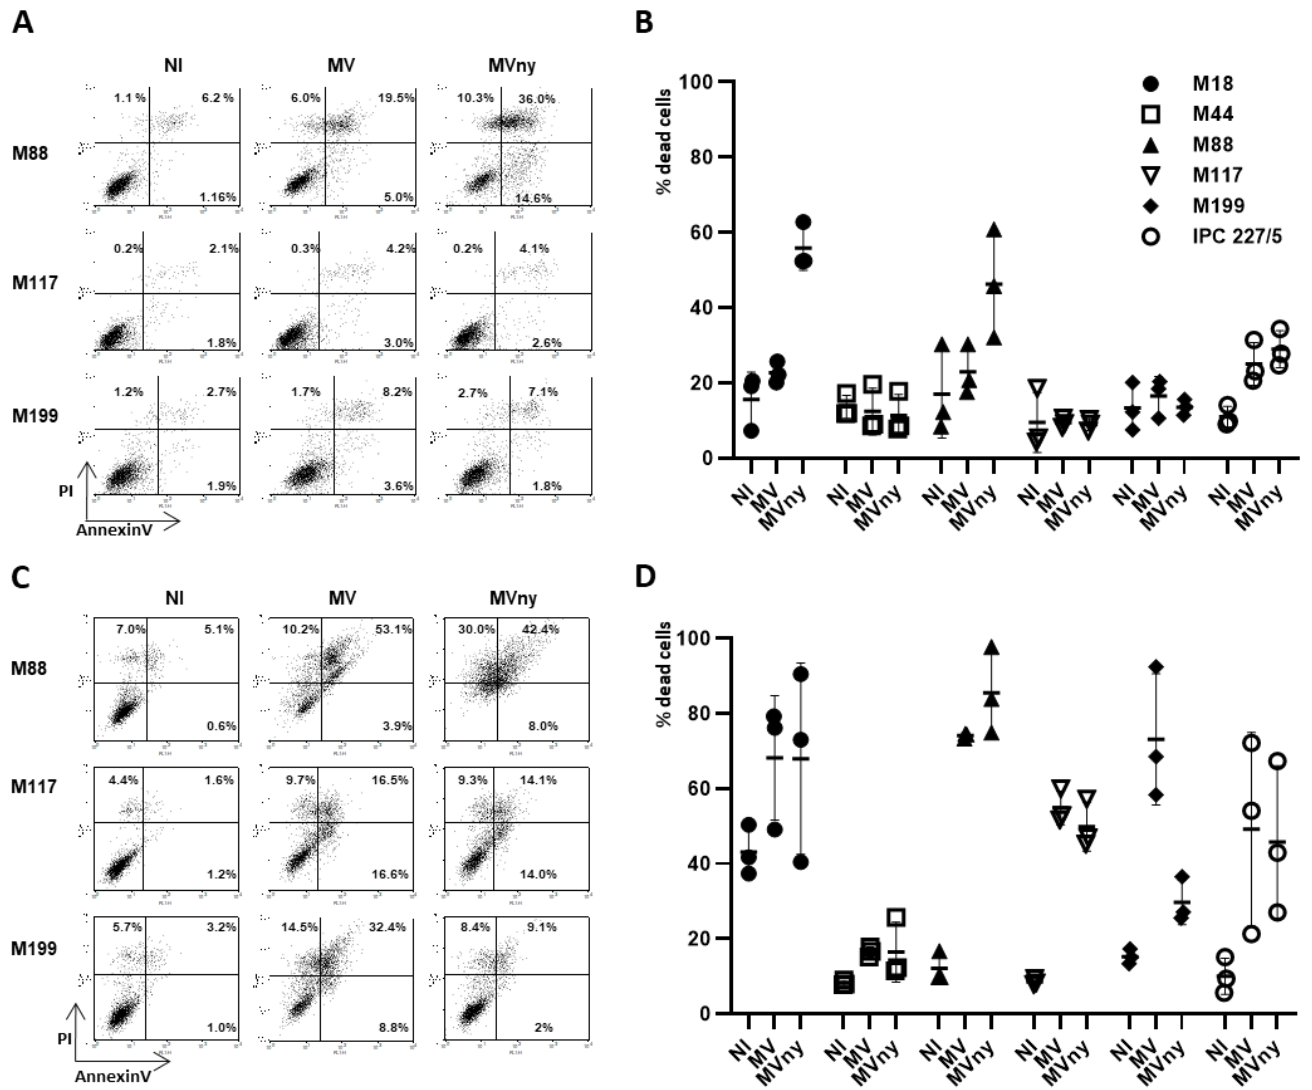 A
B
NI MV MVny
M88
1.1 % 6.2 %
1.16%
6.0% 19.5%
5.0%
10.3% 36.0%
14.6%
M117
0.2% 2.1%
1.8%
0.3% 4.2%
3.0%
0.2% 4.1%
2.6%
M199
1.2% 2.7%
1.9%
1.7% 8.2%
3.6%
2.7% 7.1%
1.8%
PI
AnnexinV
% dead cells
100
80
60
40
20
0
M18
M44
M88
M117
M199
IPC 227/5
NI MV MVny NI MV MVny NI MV MVny NI MV MVny NI MV MVny NI MV MVny
C
D
NI MV MVny
M88
7.0% 5.1%
0.6%
10.2% 53.1%
3.9%
30.0% 42.4%
8.0%
M117
4.4% 1.6%
1.2%
9.7% 16.5%
16.6%
9.3% 14.1%
14.0%
M199
5.7% 3.2%
1.0%
14.5% 32.4%
8.8%
8.4% 9.1%
2%
PI
AnnexinV
% dead cells
100
80
60
40
20
0
NI MV MVny NI MV MVny NI MV MVny NI MV MVny NI MV MVny NI MV MVny